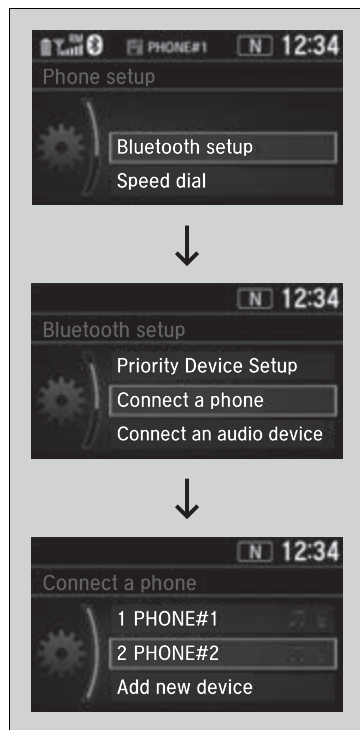 PHONE#1 N 12:34
Phone setup
Bluetooth setup
Speed dial
N 12:34
Bluetooth setup
Priority Device Setup
Connect a phone
Connect an audio device
N 12:34
Connect a phone
1 PHONE#1
2 PHONE#2
Add new device